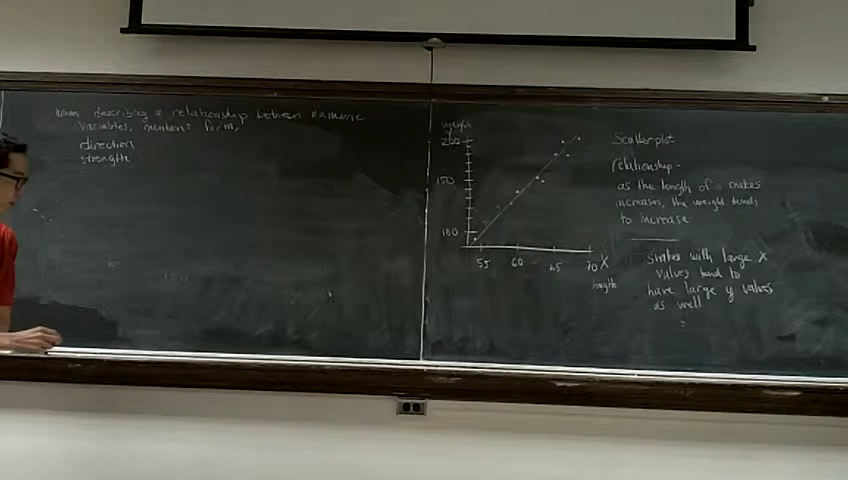 When describing a relationship between numeric
variables, mention: form,
direction
strength
weight
y
200
150
100
55 60 65 70 X
length
Scatterplot
relationship -
as the length of snakes
increases, the weight tends
to increase
snakes with large X
values tend to
have large y values
as well